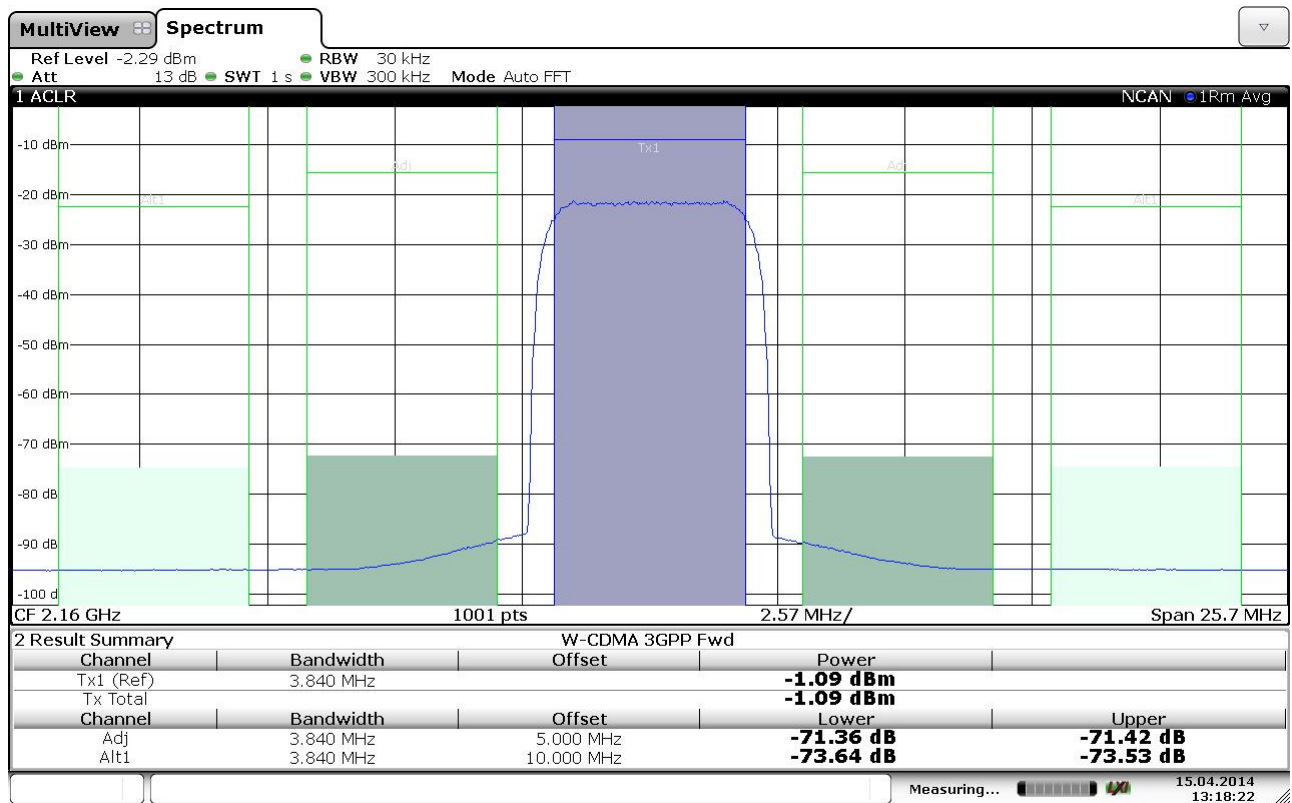 MultiView Spectrum
Ref Level -2.29 dBm RBW 30 kHz
Att 13 dB SWT 1 s VBW 300 kHz Mode Auto FFT
1 ACLR NCAN 1Rm Avg
-10 dBm
Tx1
Adj Adj
-20 dBm
Alt1 Alt1
-30 dBm
-40 dBm
-50 dBm
-60 dBm
-70 dBm
-80 dB
-90 dB
-100 d
CF 2.16 GHz 1001 pts 2.57 MHz/ Span 25.7 MHz
2 Result Summary W-CDMA 3GPP Fwd
Channel Bandwidth Offset Power
Tx1 (Ref) 3.840 MHz -1.09 dBm
Tx Total -1.09 dBm
Channel Bandwidth Offset Lower Upper
Adj 3.840 MHz 5.000 MHz -71.36 dB -71.42 dB
Alt1 3.840 MHz 10.000 MHz -73.64 dB -73.53 dB
Measuring... LXI 15.04.2014
13:18:22